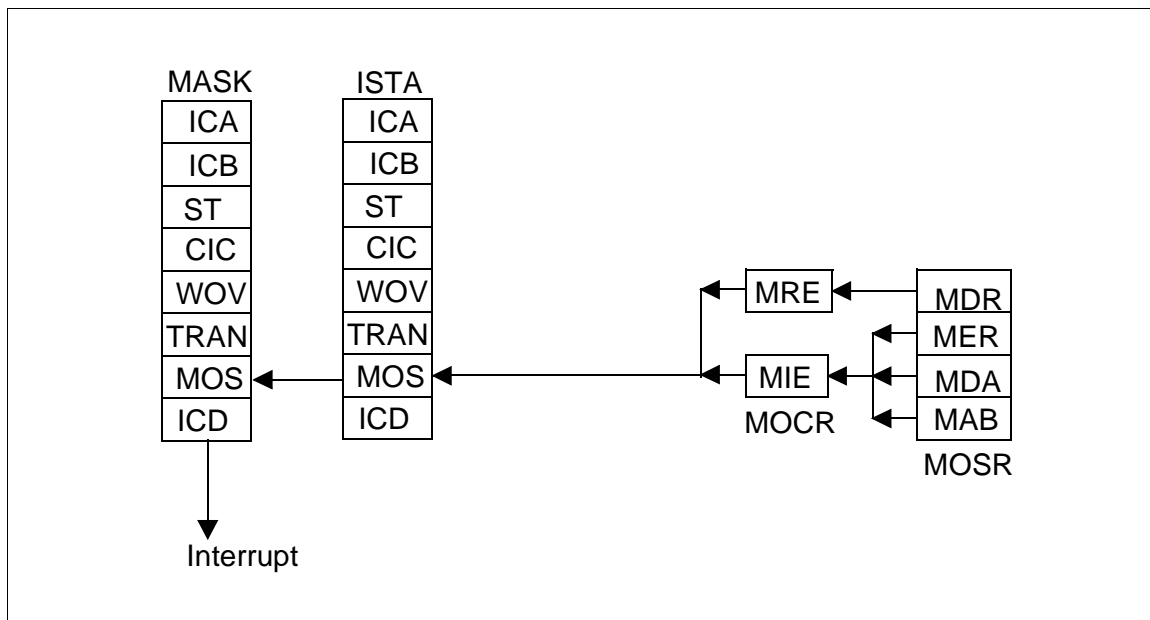 MASK
ICA
ICB
ST
CIC
WOV
TRAN
MOS
ICD
Interrupt
ISTA
ICA
ICB
ST
CIC
WOV
TRAN
MOS
ICD
MRE
MIE
MOCR
MDR
MER
MDA
MAB
MOSR